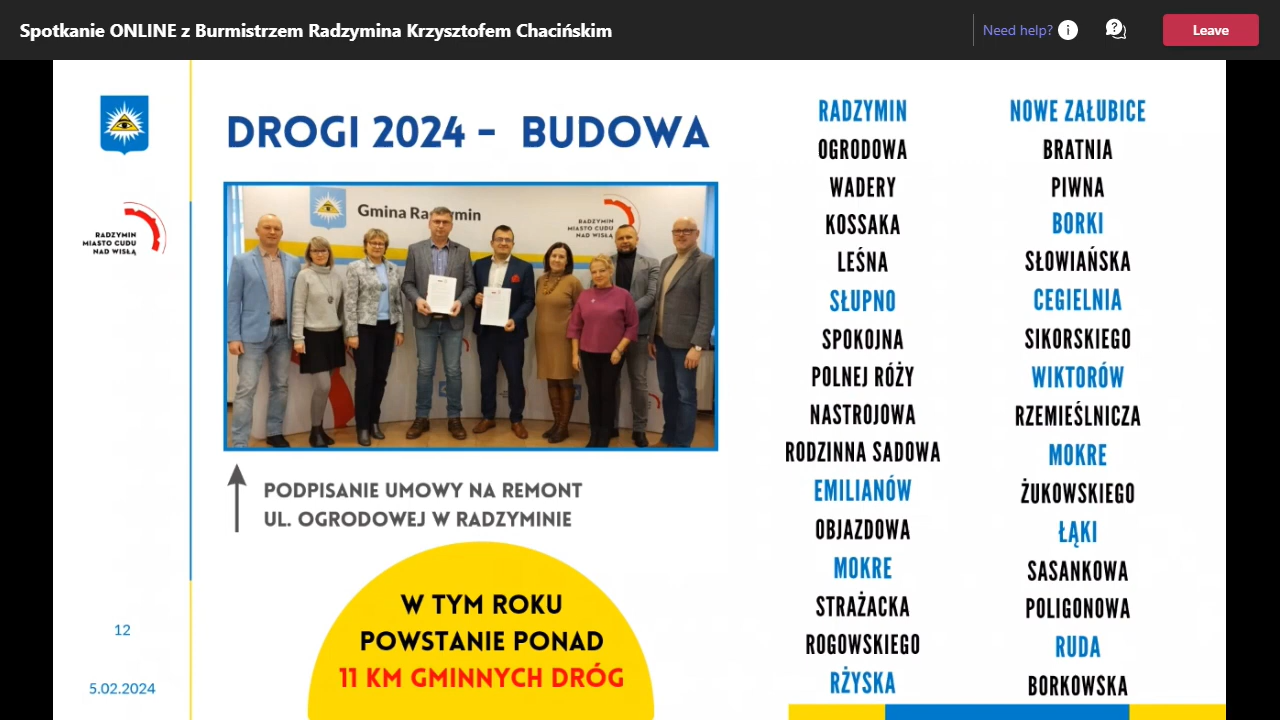 Spotkanie ONLINE z Burmistrzem Radzymina Krzysztofem Chacińskim
Need help?
Leave
RADZYMIN
MIASTO CUDU
NAD WISŁĄ
12
5.02.2024
DROGI 2024 - BUDOWA
Gmina Radzymin
RADZYMIN
MIASTO CUDU
NAD WISŁĄ
PODPISANIE UMOWY NA REMONT
UL. OGRODOWEJ W RADZYMINIE
W TYM ROKU
POWSTANIE PONAD
11 KM GMINNYCH DRÓG
RADZYMIN
OGRODOWA
WADERY
KOSSAKA
LEŚNA
SŁUPNO
SPOKOJNA
POLNEJ RÓŻY
NASTROJOWA
RODZINNA SADOWA
EMILIANÓW
OBJAZDOWA
MOKRE
STRAŻACKA
ROGOWSKIEGO
RŻYSKA
NOWE ZAŁUBICE
BRATNIA
PIWNA
BORKI
SŁOWIAŃSKA
CEGIELNIA
SIKORSKIEGO
WIKTORÓW
RZEMIEŚLNICZA
MOKRE
ŻUKOWSKIEGO
ŁĄKI
SASANKOWA
POLIGONOWA
RUDA
BORKOWSKA